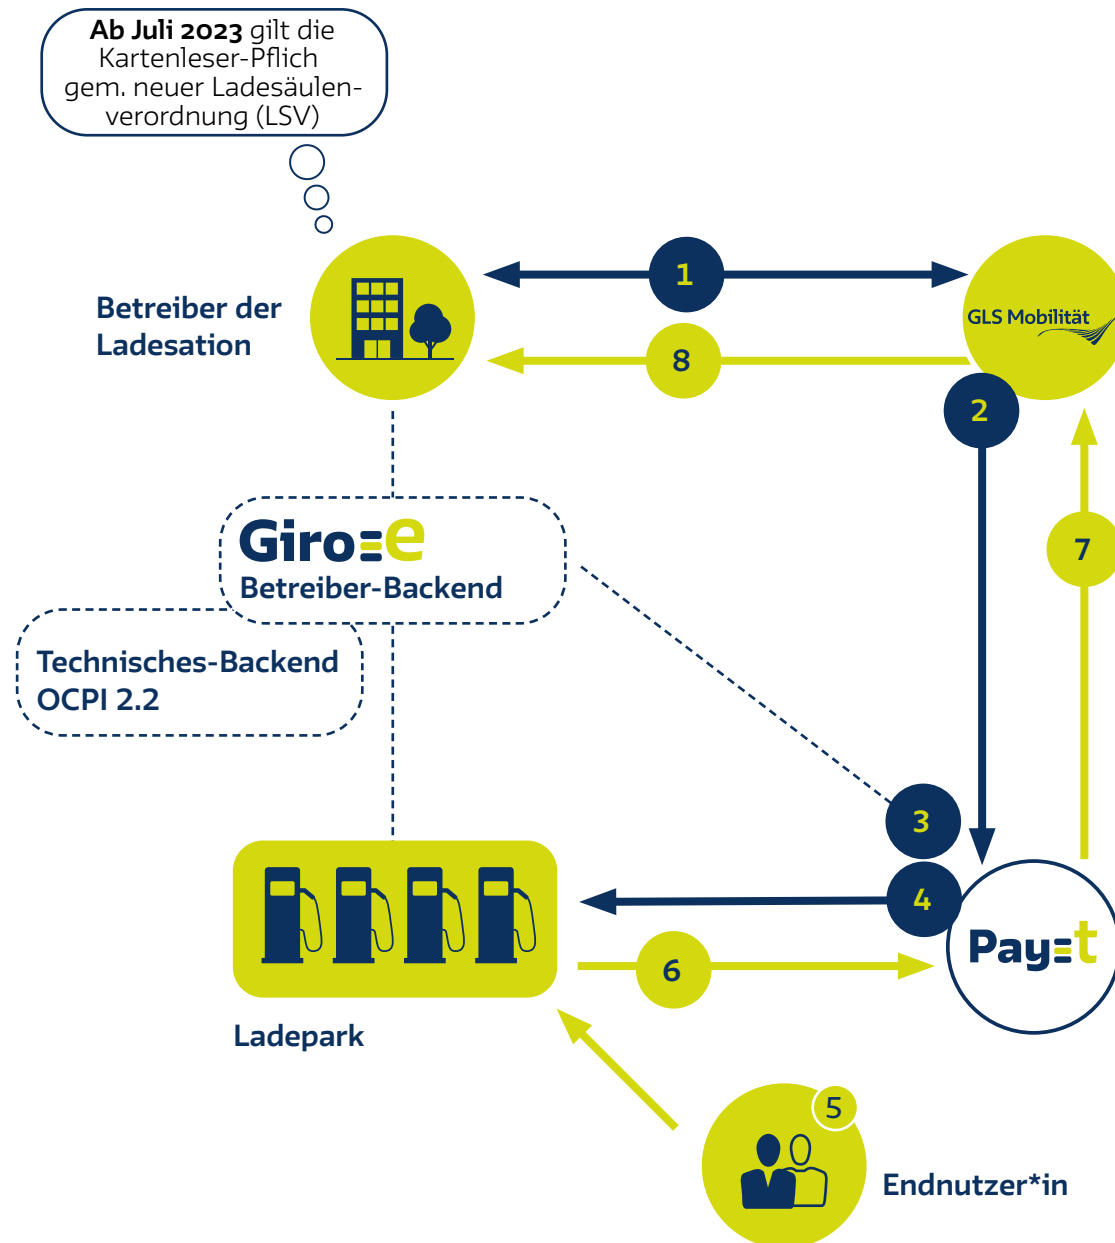 Ab Juli 2023 gilt die
Kartenleser-Pflich
gem. neuer Ladesäulen-
verordnung (LSV)
Betreiber der
Ladesation
1
GLS Mobilität
8
2
Giro-e
Betreiber-Backend
7
Technisches-Backend
OCPI 2.2
3
4
Pay-t
6
Ladepark
5
Endnutzer*in